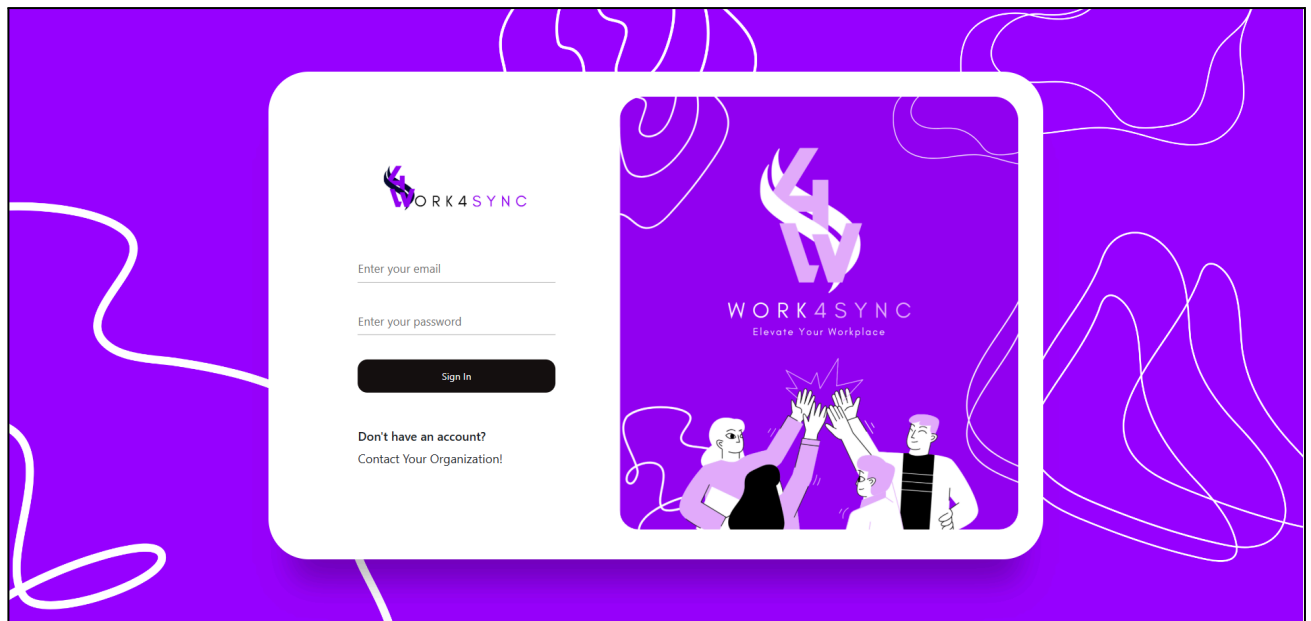 WORK4SYNC
Enter your email
Enter your password
Sign In
Don't have an account?
Contact Your Organization!
4W
WORK4SYNC
Elevate Your Workplace